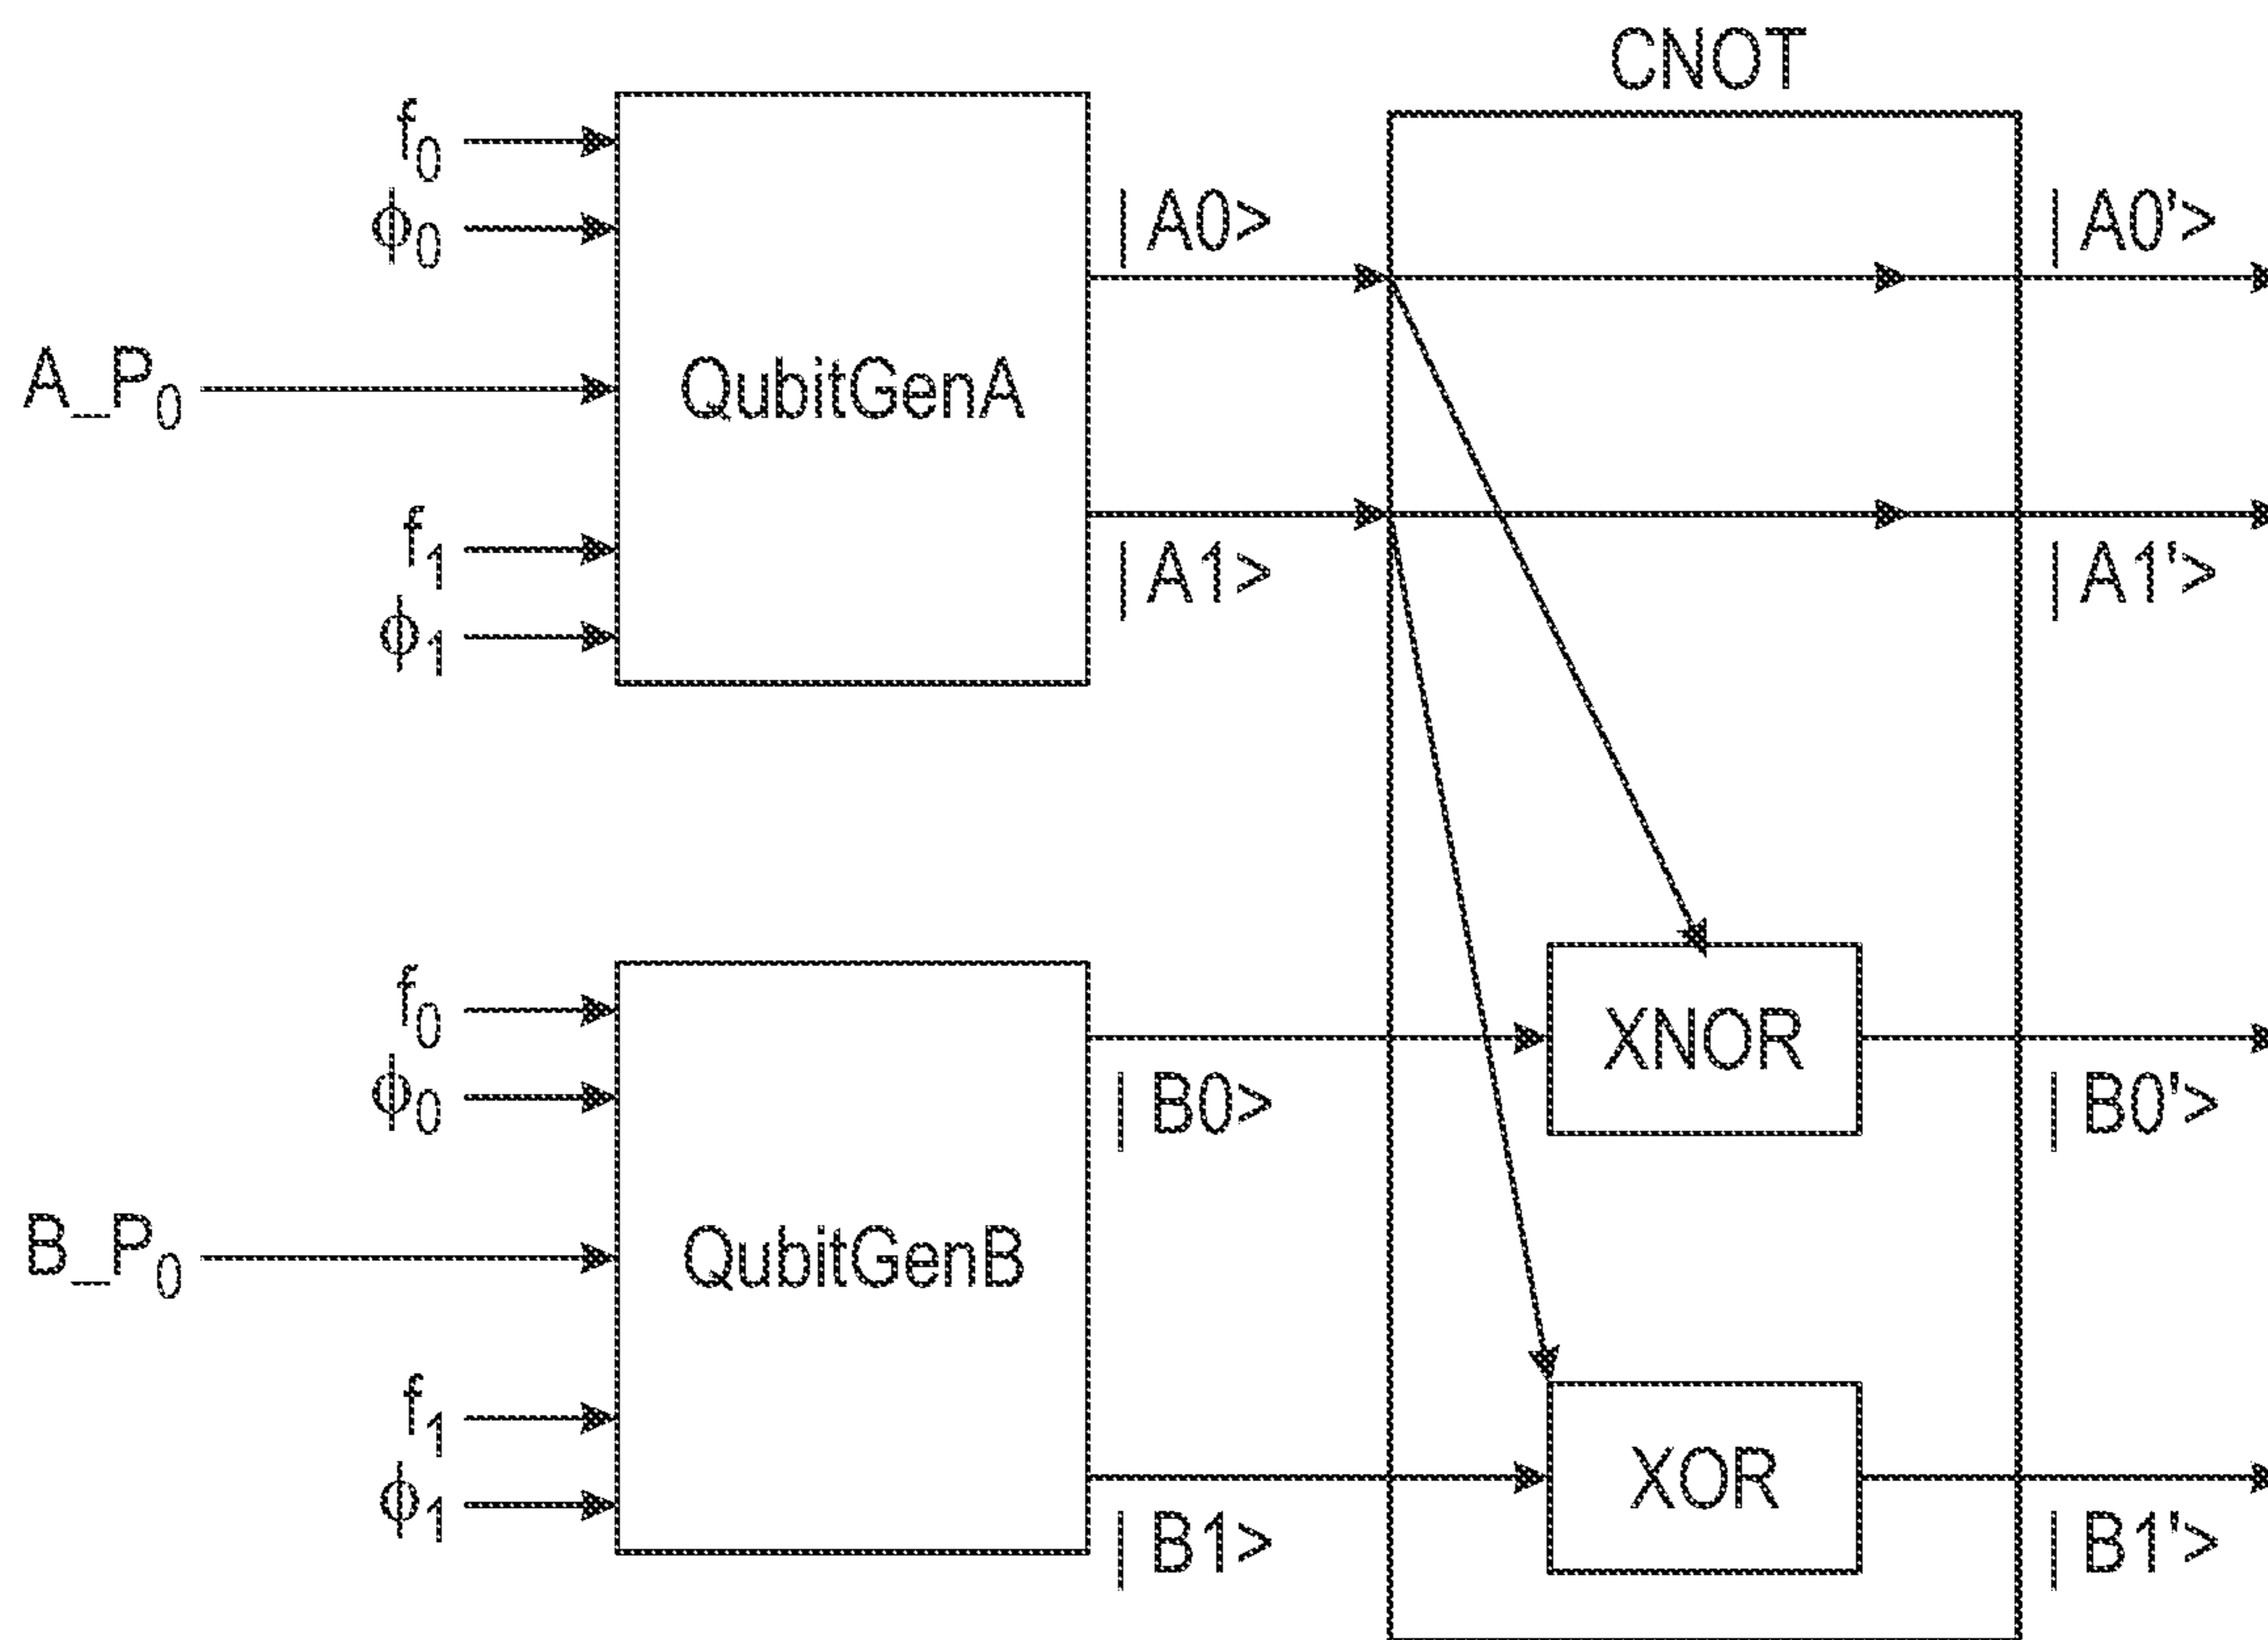 CNOT
f₀
ϕ₀
A_P₀
f₁
ϕ₁
QubitGenA
|A0>
|A1>
|A0'>
|A1'>
f₀
ϕ₀
B_P₀
f₁
ϕ₁
QubitGenB
|B0>
|B1>
XNOR
XOR
|B0'>
|B1'>